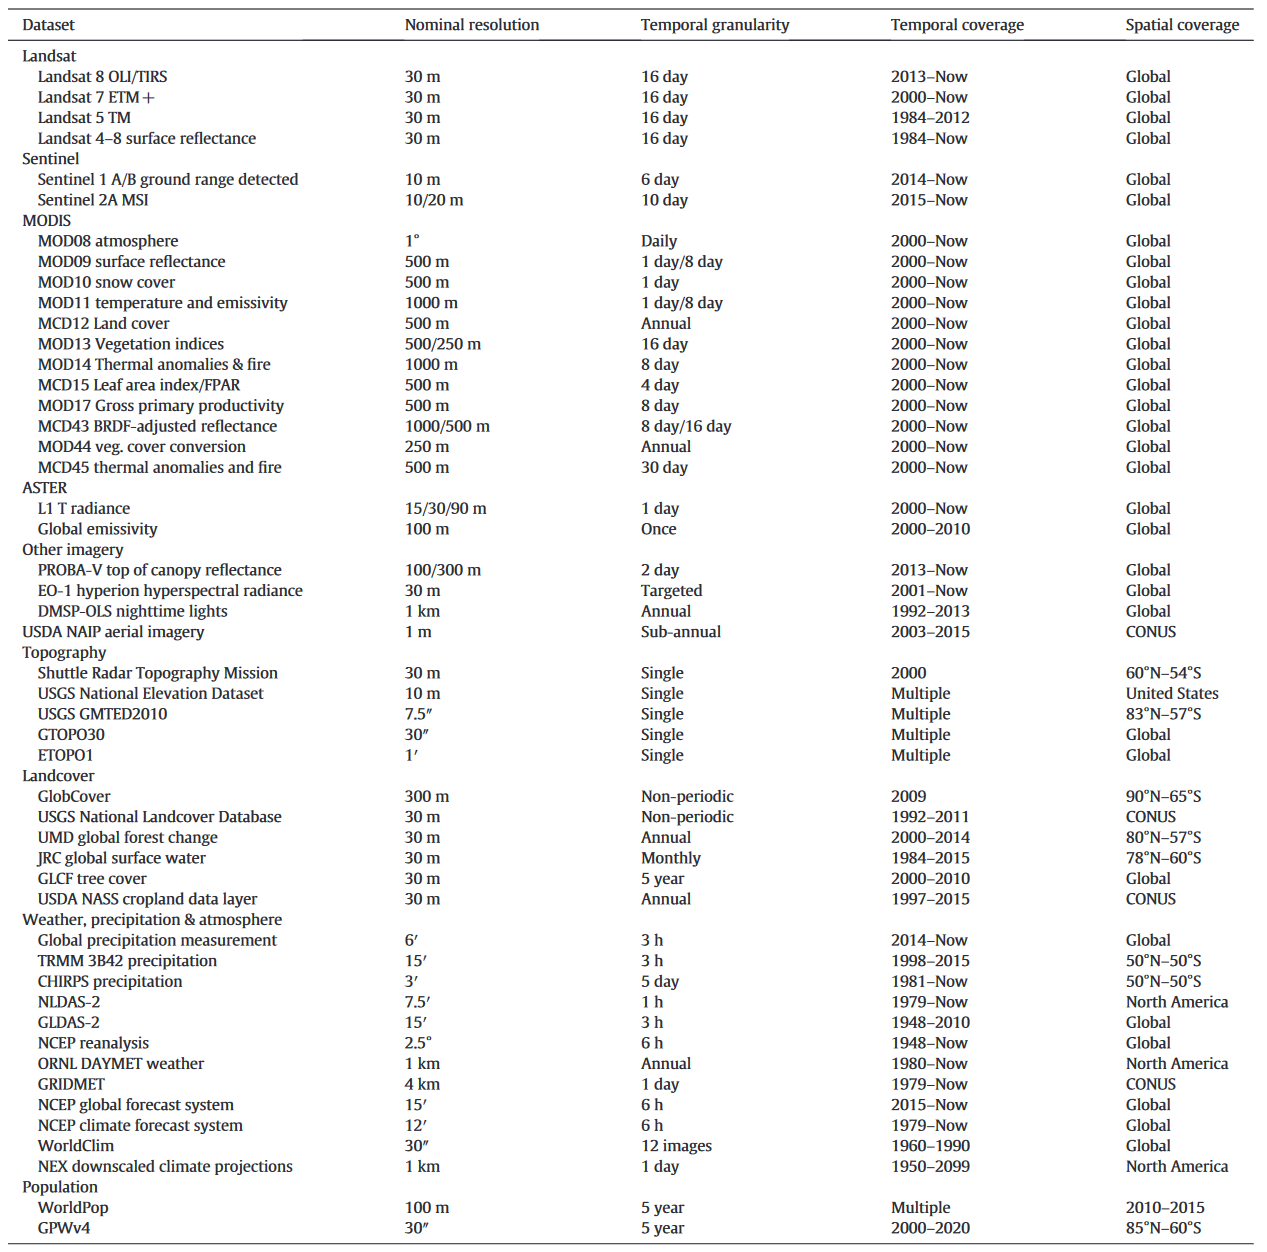 Dataset Nominal resolution Temporal granularity Temporal coverage Spatial coverage
Landsat
Landsat 8 OLI/TIRS 30 m 16 day 2013–Now Global
Landsat 7 ETM+ 30 m 16 day 2000–Now Global
Landsat 5 TM 30 m 16 day 1984–2012 Global
Landsat 4–8 surface reflectance 30 m 16 day 1984–Now Global
Sentinel
Sentinel 1 A/B ground range detected 10 m 6 day 2014–Now Global
Sentinel 2A MSI 10/20 m 10 day 2015–Now Global
MODIS
MOD08 atmosphere 1° Daily 2000–Now Global
MOD09 surface reflectance 500 m 1 day/8 day 2000–Now Global
MOD10 snow cover 500 m 1 day 2000–Now Global
MOD11 temperature and emissivity 1000 m 1 day/8 day 2000–Now Global
MCD12 Land cover 500 m Annual 2000–Now Global
MOD13 Vegetation indices 500/250 m 16 day 2000–Now Global
MOD14 Thermal anomalies & fire 1000 m 8 day 2000–Now Global
MCD15 Leaf area index/FPAR 500 m 4 day 2000–Now Global
MOD17 Gross primary productivity 500 m 8 day 2000–Now Global
MCD43 BRDF-adjusted reflectance 1000/500 m 8 day/16 day 2000–Now Global
MOD44 veg. cover conversion 250 m Annual 2000–Now Global
MCD45 thermal anomalies and fire 500 m 30 day 2000–Now Global
ASTER
L1 T radiance 15/30/90 m 1 day 2000–Now Global
Global emissivity 100 m Once 2000–2010 Global
Other imagery
PROBA-V top of canopy reflectance 100/300 m 2 day 2013–Now Global
EO-1 hyperion hyperspectral radiance 30 m Targeted 2001–Now Global
DMSP-OLS nighttime lights 1 km Annual 1992–2013 Global
USDA NAIP aerial imagery 1 m Sub-annual 2003–2015 CONUS
Topography
Shuttle Radar Topography Mission 30 m Single 2000 60°N–54°S
USGS National Elevation Dataset 10 m Single Multiple United States
USGS GMTED2010 7.5″ Single Multiple 83°N–57°S
GTOPO30 30″ Single Multiple Global
ETOPO1 1′ Single Multiple Global
Landcover
GlobCover 300 m Non-periodic 2009 90°N–65°S
USGS National Landcover Database 30 m Non-periodic 1992–2011 CONUS
UMD global forest change 30 m Annual 2000–2014 80°N–57°S
JRC global surface water 30 m Monthly 1984–2015 78°N–60°S
GLCF tree cover 30 m 5 year 2000–2010 Global
USDA NASS cropland data layer 30 m Annual 1997–2015 CONUS
Weather, precipitation & atmosphere
Global precipitation measurement 6′ 3 h 2014–Now Global
TRMM 3B42 precipitation 15′ 3 h 1998–2015 50°N–50°S
CHIRPS precipitation 3′ 5 day 1981–Now 50°N–50°S
NLDAS-2 7.5′ 1 h 1979–Now North America
GLDAS-2 15′ 3 h 1948–2010 Global
NCEP reanalysis 2.5° 6 h 1948–Now Global
ORNL DAYMET weather 1 km Annual 1980–Now North America
GRIDMET 4 km 1 day 1979–Now CONUS
NCEP global forecast system 15′ 6 h 2015–Now Global
NCEP climate forecast system 12′ 6 h 1979–Now Global
WorldClim 30″ 12 images 1960–1990 Global
NEX downscaled climate projections 1 km 1 day 1950–2099 North America
Population
WorldPop 100 m 5 year Multiple 2010–2015
GPWv4 30″ 5 year 2000–2020 85°N–60°S